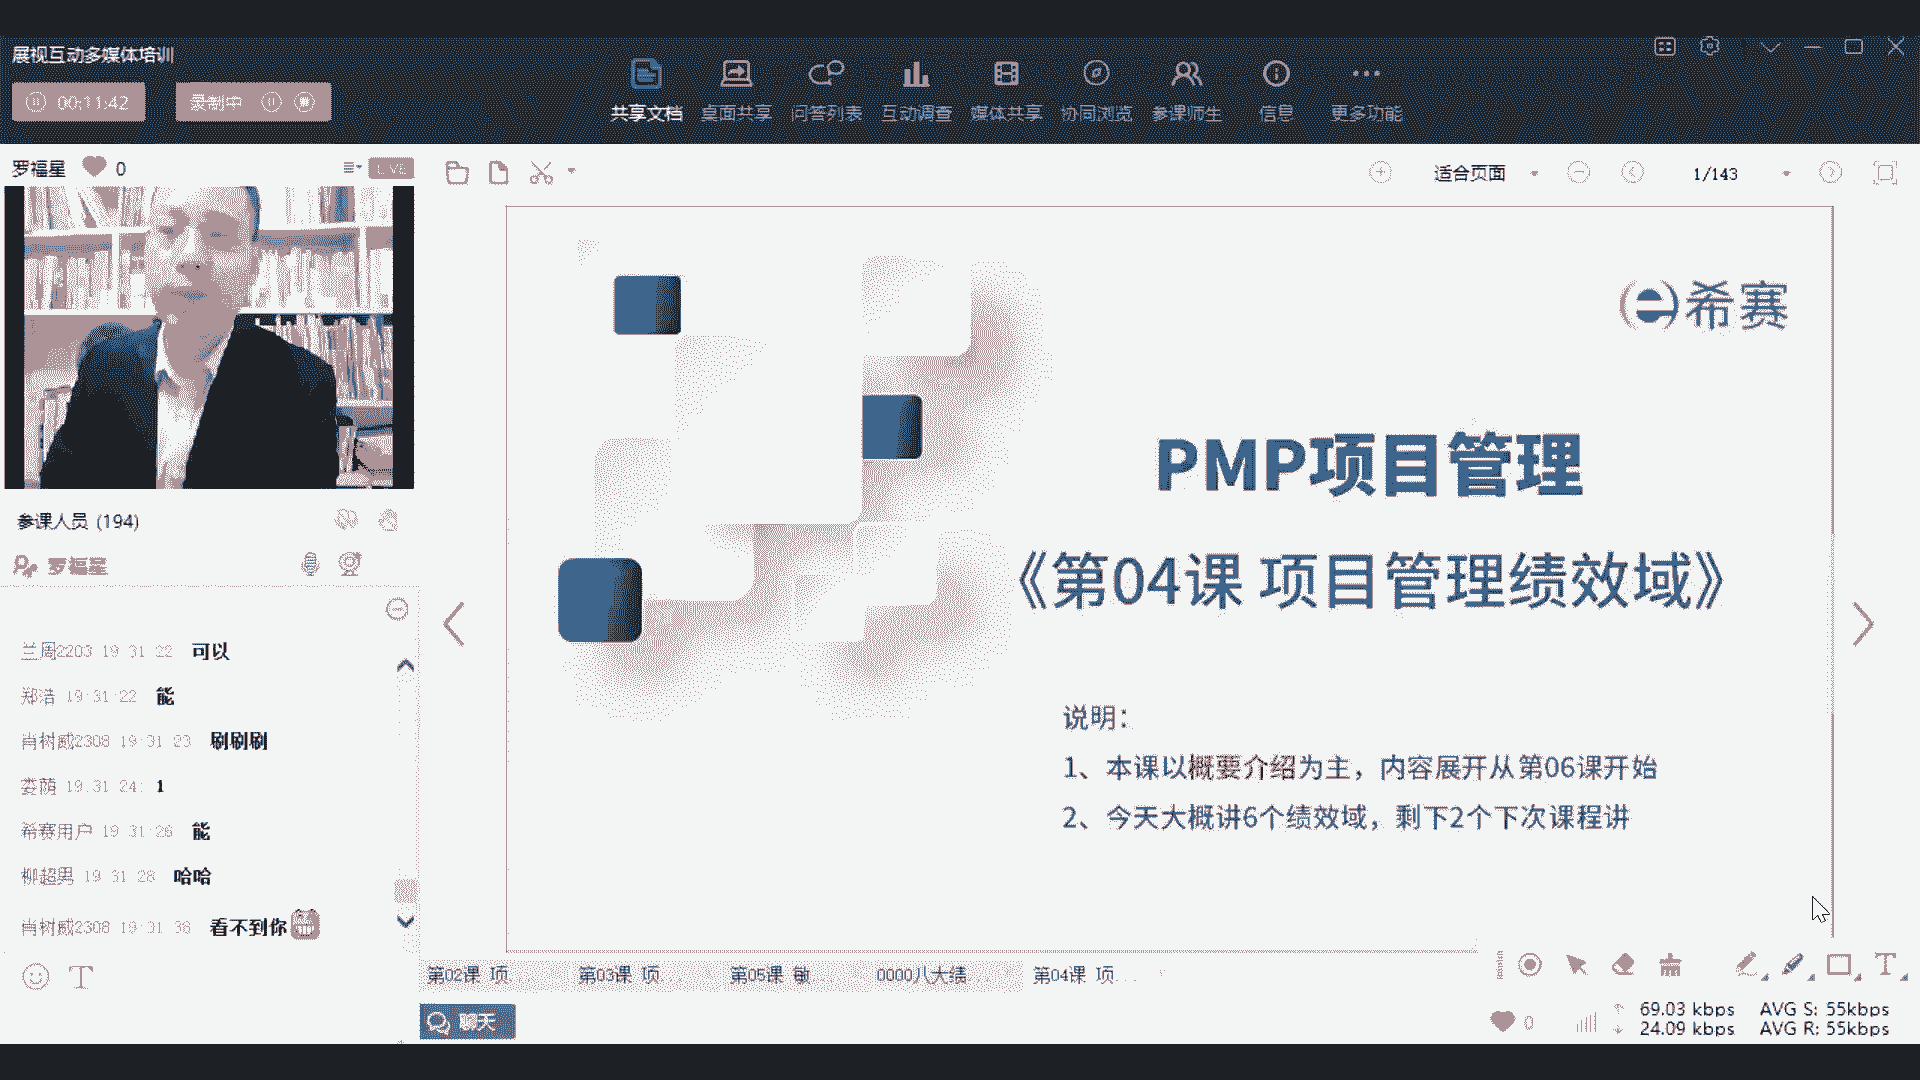 展视互动多媒体培训
00:11:42
录制中
共享文档 桌面共享 问答列表 互动调查 媒体共享 协同浏览 参课师生 信息 更多功能
罗福星 0
LIVE
适合页面
1/143
希赛
PMP项目管理
《第04课 项目管理绩效域》
说明：
1、本课以概要介绍为主，内容展开从第06课开始
2、今天大概讲6个绩效域，剩下2个下次课程讲
参课人员 (194)
罗福星
兰周2203 19:31:22 可以
郑浩 19:31:22 能
肖树威2308 19:31:23 刷刷刷
娄荫 19:31:24: 1
希赛用户 19:31:26 能
柳超男 19:31:28 哈哈
肖树威2308 19:31:36 看不到你
第02课 项... 第03课 项... 第05课 敏... 0000八大绩... 第04课 项...
聊天
0
69.03 kbps AVG S: 55kbps
24.09 kbps AVG R: 55kbps